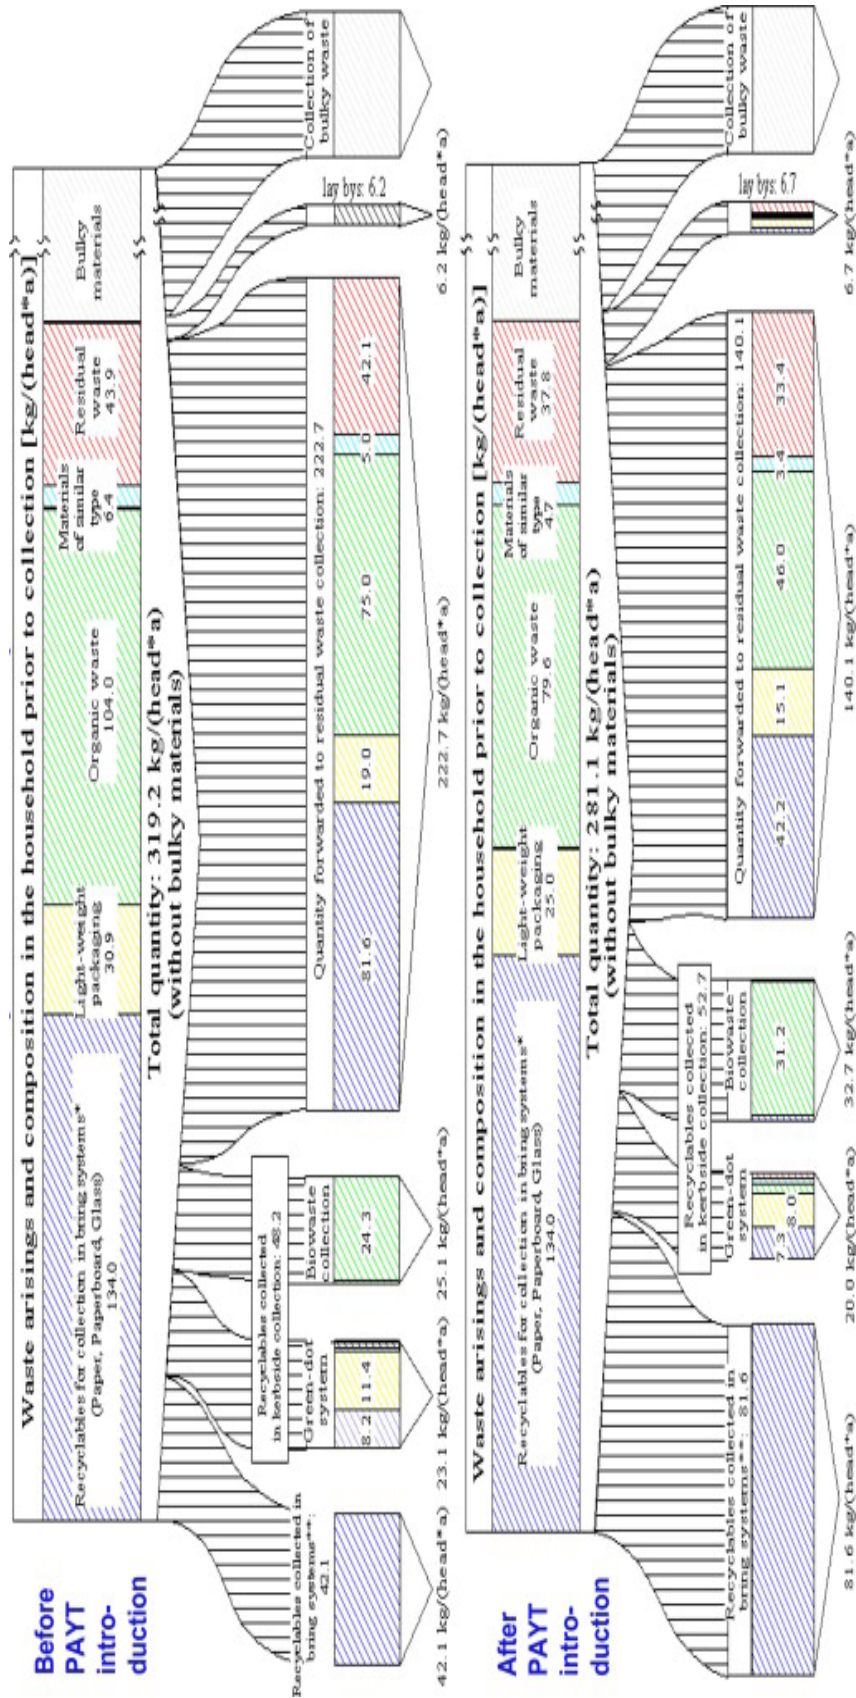 Before
PAYT
intro-
duction
Waste arisings and composition in the household prior to collection [kg/(head*a)]
Recyclables for collection in bring systems*
(Paper, Paperboard, Glass)
134.0
Light-weight
packaging
30.9
Organic waste
104.0
Materials
of similar
type
6.4
Residual
waste
43.9
Bulky
materials
Total quantity: 319.2 kg/(head*a)
(without bulky materials)
Recyclables collected in
bring systems**:
42.1
Recyclables collected
in kerbside collection: 48.2
Green-dot
system
8.2
11.4
Biowaste
collection
24.3
Quantity forwarded to residual waste collection: 222.7
81.6
19.0
75.0
5.0
42.1
lay bys: 6.2
Collection of
bulky waste
42.1 kg/(head*a)
23.1 kg/(head*a)
25.1 kg/(head*a)
222.7 kg/(head*a)
6.2 kg/(head*a)
After
PAYT
intro-
duction
Waste arisings and composition in the household prior to collection [kg/(head*a)]
Recyclables for collection in bring systems*
(Paper, Paperboard, Glass)
134.0
Light-weight
packaging
25.0
Organic waste
79.6
Materials
of similar
type
4.7
Residual
waste
37.8
Bulky
materials
Total quantity: 281.1 kg/(head*a)
(without bulky materials)
Recyclables collected in
bring systems**: 81.6
Recyclables collected
in kerbside collection: 52.7
Green-dot
system
7.3
8.0
Biowaste
collection
31.2
Quantity forwarded to residual waste collection: 140.1
42.2
15.1
46.0
3.4
33.4
lay bys: 6.7
Collection of
bulky waste
81.6 kg/(head*a)
20.0 kg/(head*a)
32.7 kg/(head*a)
140.1 kg/(head*a)
6.7 kg/(head*a)